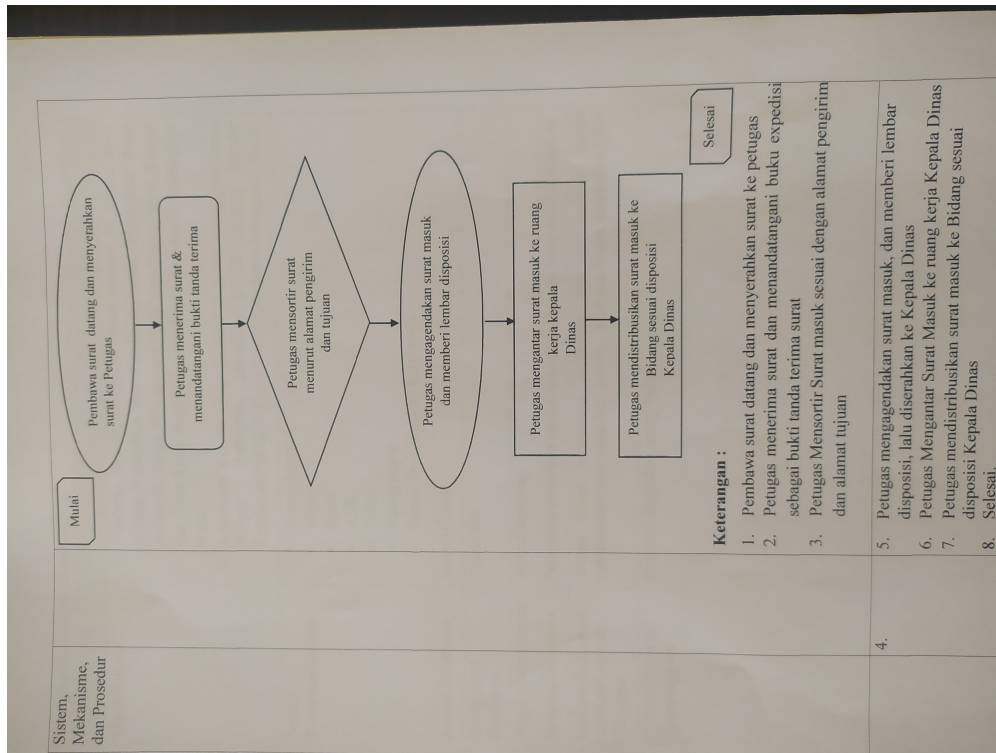 Sistem,
Mekanisme,
dan Prosedur
Mulai
Pembawa surat datang dan menyerahkan
surat ke Petugas
Petugas menerima surat &
menandatangani bukti tanda terima
Petugas mensortir surat
menurut alamat pengirim
dan tujuan
Petugas mengagendakan surat masuk
dan memberi lembar disposisi
Petugas mengantar surat masuk ke ruang
kerja kepala
Dinas
Petugas mendistribusikan surat masuk ke
Bidang sesuai disposisi
Kepala Dinas
Selesai
Keterangan :
1. Pembawa surat datang dan menyerahkan surat ke petugas
2. Petugas menerima surat dan menandatangani buku expedisi
sebagai bukti tanda terima surat
3. Petugas Mensortir Surat masuk sesuai dengan alamat pengirim
dan alamat tujuan
4.
5. Petugas mengagendakan surat masuk, dan memberi lembar
disposisi, lalu diserahkan ke Kepala Dinas
6. Petugas Mengantar Surat Masuk ke ruang kerja Kepala Dinas
7. Petugas mendistribusikan surat masuk ke Bidang sesuai
disposisi Kepala Dinas
8. Selesai.